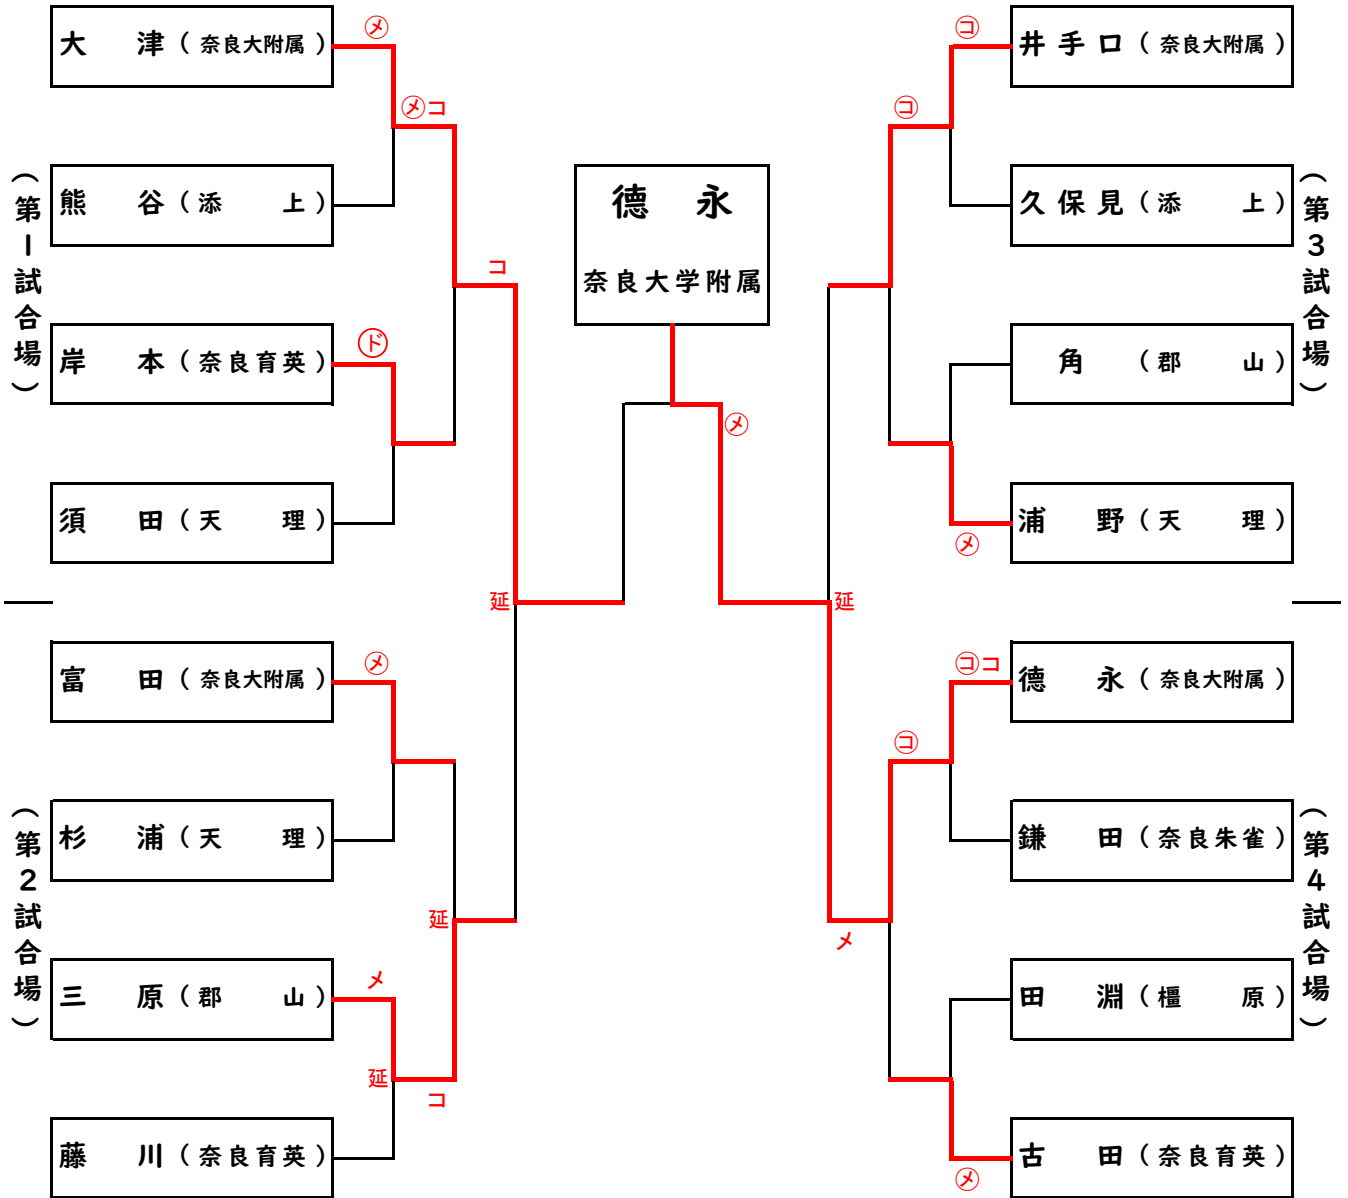 (第1試合場)
大津(奈良大附属)
㋱
㋱コ
熊谷(添上)
コ
岸本(奈良育英)
㋣゙
須田(天理)
延
(第2試合場)
富田(奈良大附属)
㋱
杉浦(天理)
延
三原(郡山)
メ
延
コ
藤川(奈良育英)
德永
奈良大学附属
㋱
(第3試合場)
㋙
井手口(奈良大附属)
㋙
久保見(添上)
角(郡山)
浦野(天理)
㋱
延
(第4試合場)
㋙コ
德永(奈良大附属)
㋙
鎌田(奈良朱雀)
メ
田淵(橿原)
古田(奈良育英)
㋱